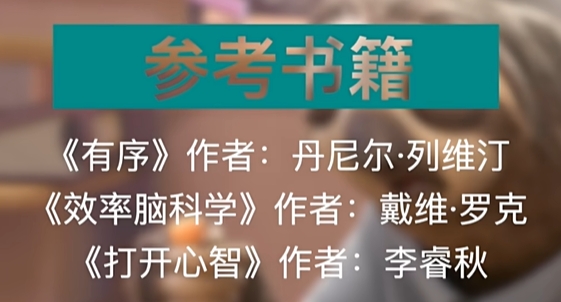 参考书籍
《有序》作者：丹尼尔·列维汀
《效率脑科学》作者：戴维·罗克
《打开心智》作者：李睿秋